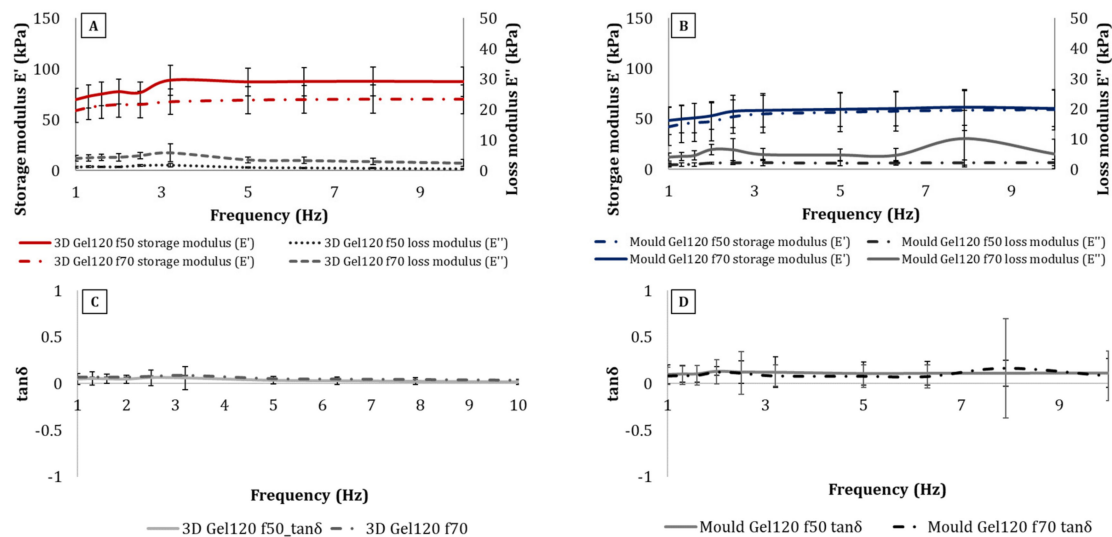 A
Storage modulus E' (kPa)
150
100
50
0
50
40
30
20
10
0
Loss modulus E'' (kPa)
1 3 5 7 9
Frequency (Hz)
3D Gel120 f50 storage modulus (E') 3D Gel120 f50 loss modulus (E'')
3D Gel120 f70 storage modulus (E') 3D Gel120 f70 loss modulus (E'')
B
Storgae modulus E' (kPa)
150
100
50
0
50
40
30
20
10
0
Loss modulus E'' (kPa)
1 3 5 7 9
Frequency (Hz)
Mould Gel120 f50 storage modulus (E') Mould Gel120 f50 loss modulus (E'')
Mould Gel120 f70 storage modulus (E') Mould Gel120 f70 loss modulus (E'')
C
tanδ
1
0.5
0
-0.5
-1
1 2 3 4 5 6 7 8 9 10
Frequency (Hz)
3D Gel120 f50_tanδ 3D Gel120 f70
D
tanδ
1
0.5
0
-0.5
-1
1 3 5 7 9
Frequency (Hz)
Mould Gel120 f50 tanδ Mould Gel120 f70 tanδ